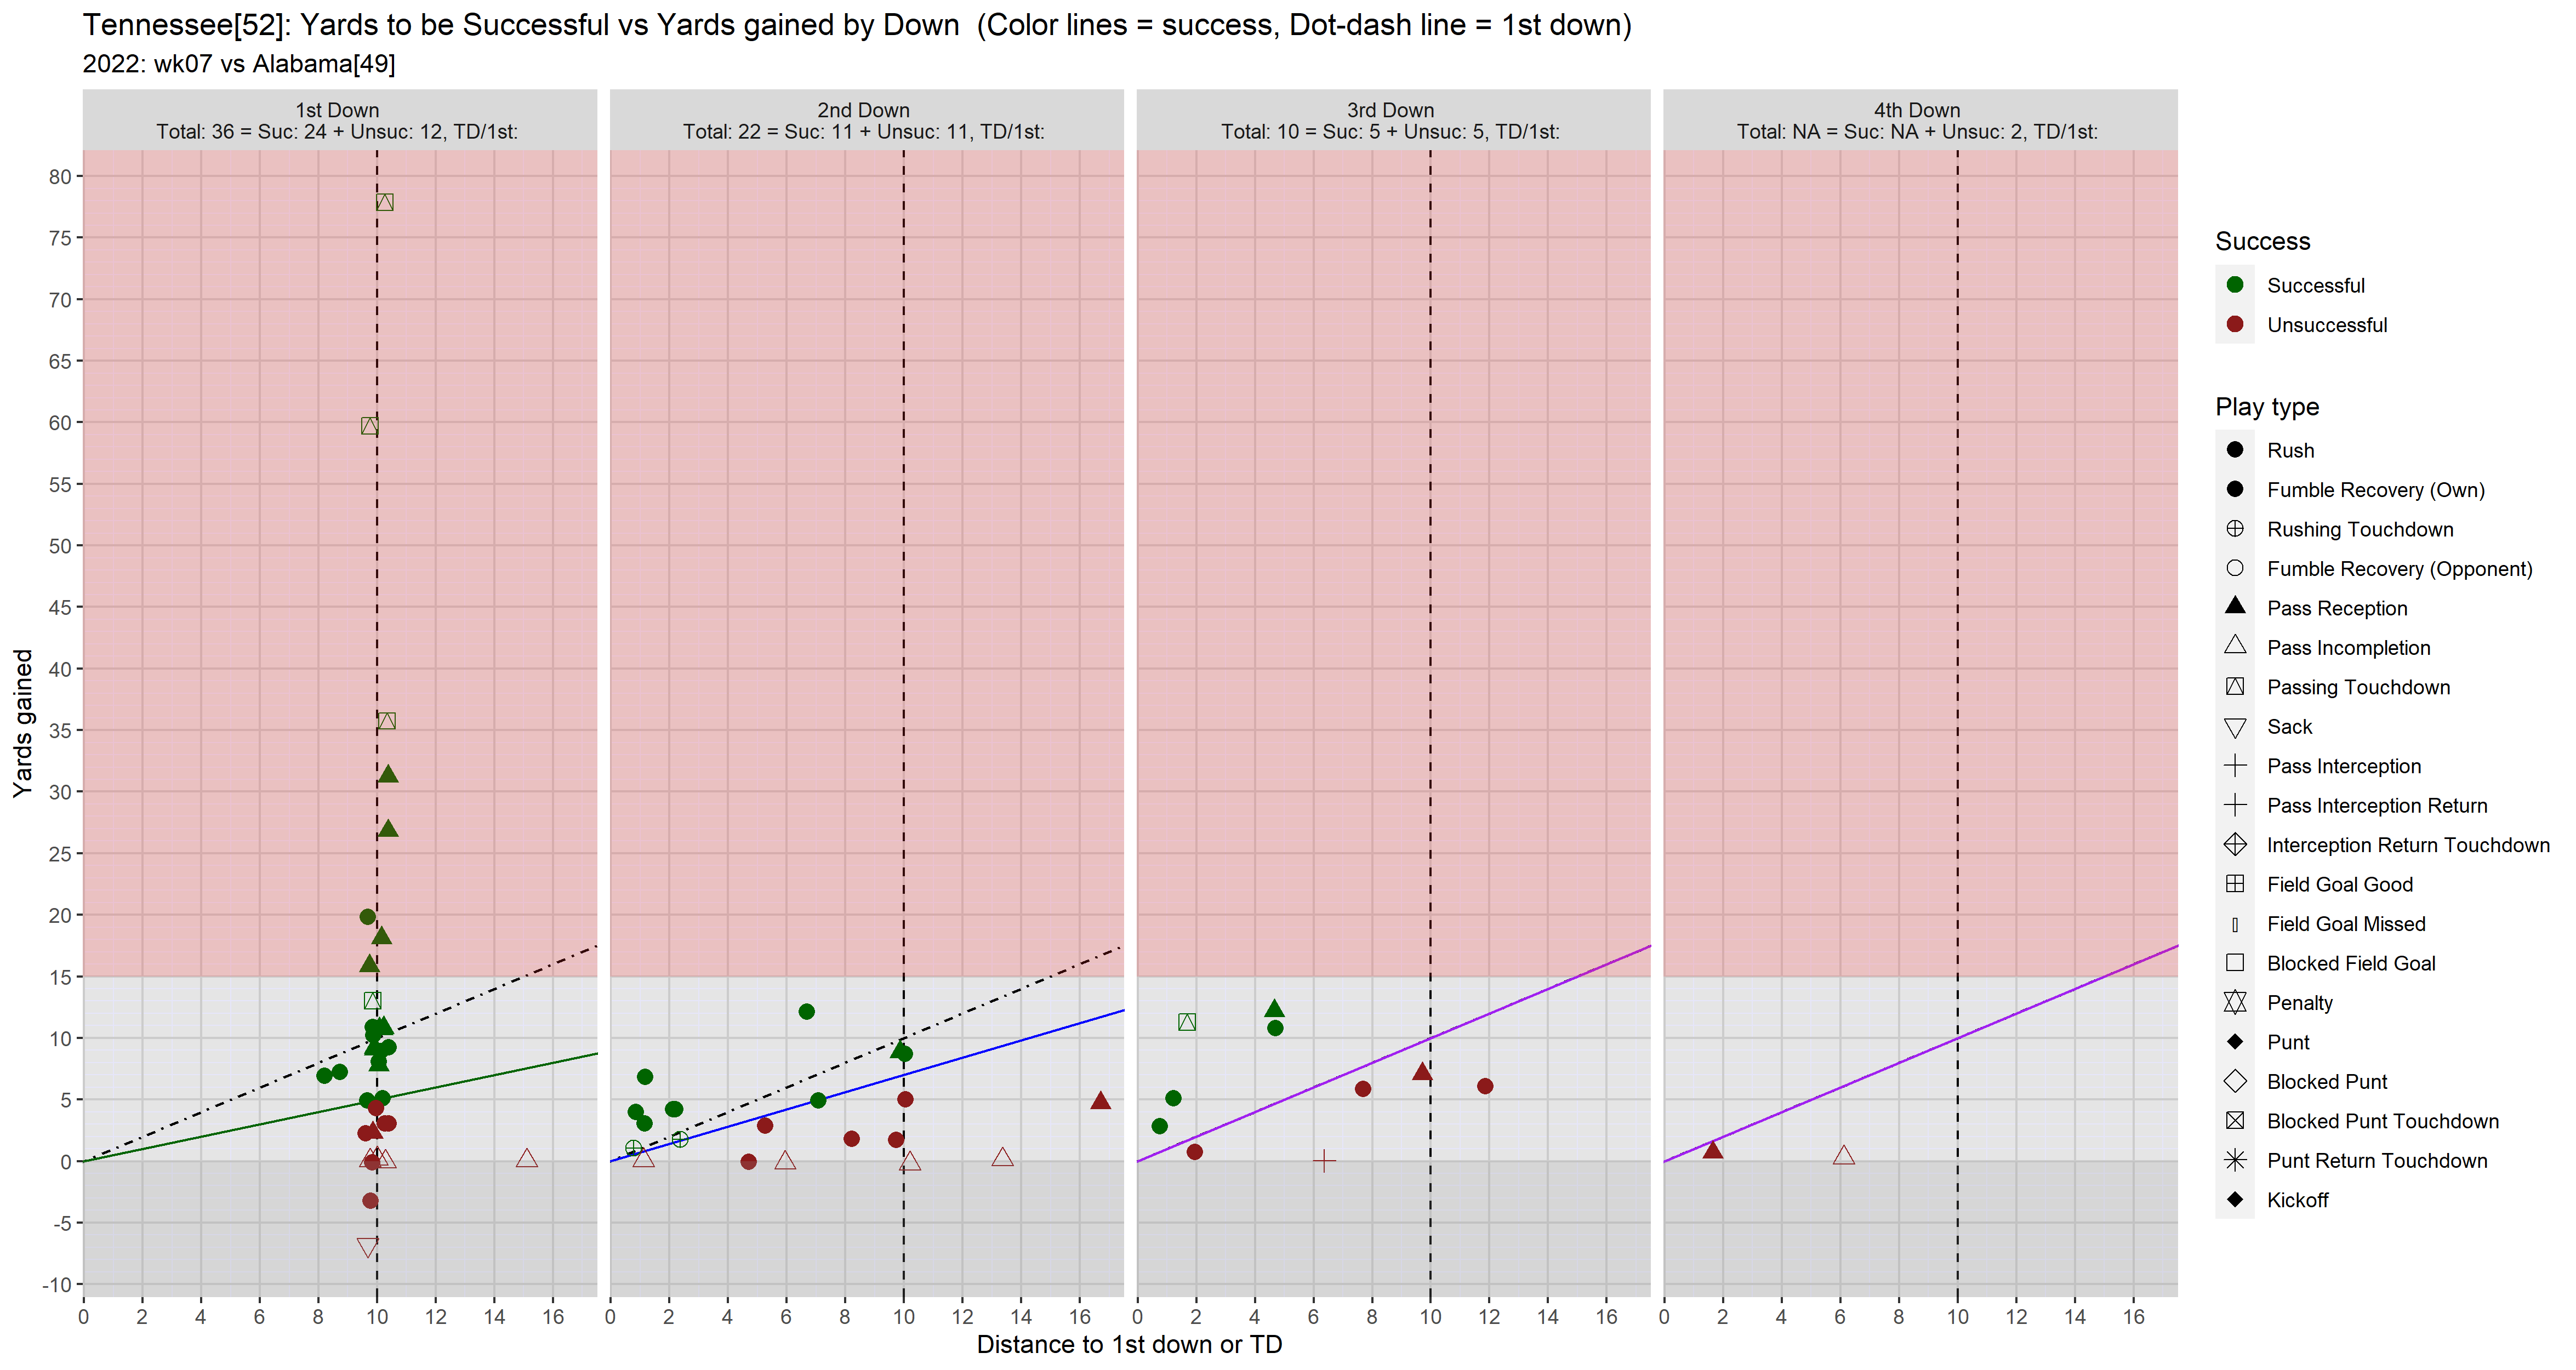 Tennessee[52]: Yards to be Successful vs Yards gained by Down  (Color lines = success, Dot-dash line = 1st down)
2022: wk07 vs Alabama[49]
1st Down
Total: 36 = Suc: 24 + Unsuc: 12, TD/1st:
2nd Down
Total: 22 = Suc: 11 + Unsuc: 11, TD/1st:
3rd Down
Total: 10 = Suc: 5 + Unsuc: 5, TD/1st:
4th Down
Total: NA = Suc: NA + Unsuc: 2, TD/1st:
Yards gained
80
75
70
65
60
55
50
45
40
35
30
25
20
15
10
5
0
-5
-10
0 2 4 6 8 10 12 14 16
0 2 4 6 8 10 12 14 16
0 2 4 6 8 10 12 14 16
0 2 4 6 8 10 12 14 16
Distance to 1st down or TD
Success
Successful
Unsuccessful
Play type
Rush
Fumble Recovery (Own)
Rushing Touchdown
Fumble Recovery (Opponent)
Pass Reception
Pass Incompletion
Passing Touchdown
Sack
Pass Interception
Pass Interception Return
Interception Return Touchdown
Field Goal Good
Field Goal Missed
Blocked Field Goal
Penalty
Punt
Blocked Punt
Blocked Punt Touchdown
Punt Return Touchdown
Kickoff